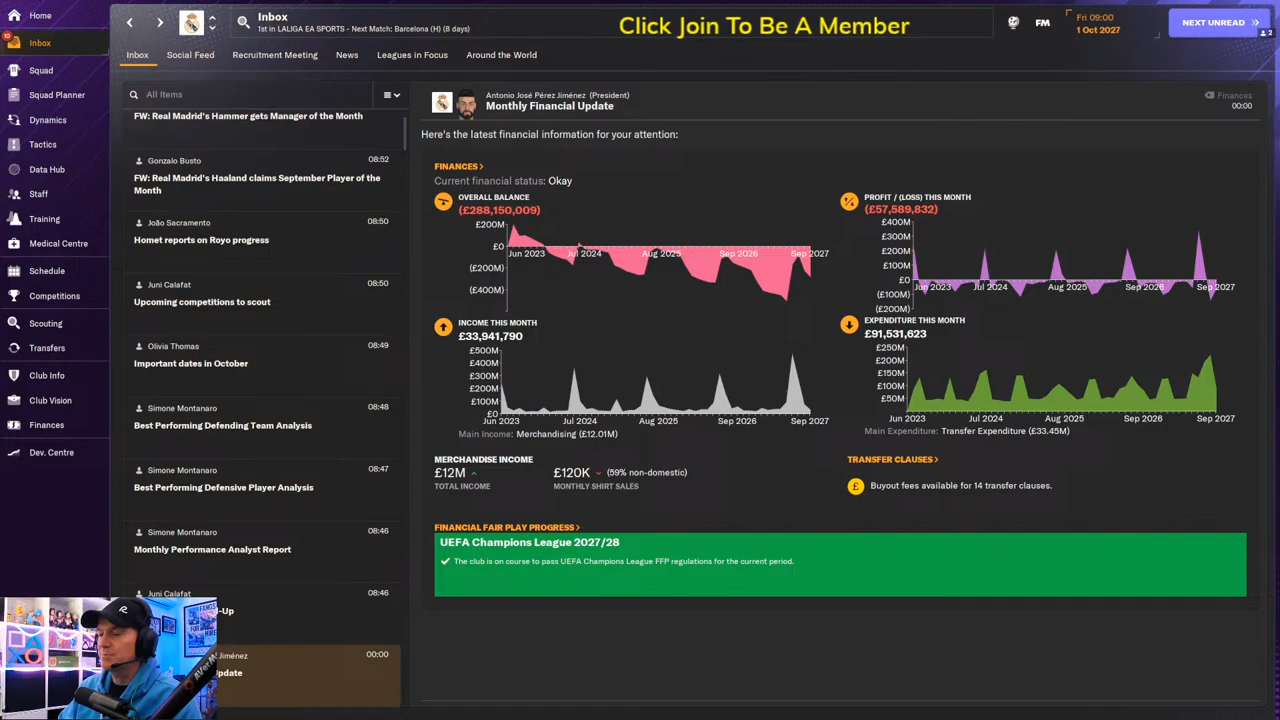 Home
Inbox
10
Squad
Squad Planner
Dynamics
Tactics
Data Hub
Staff
Training
Medical Centre
Schedule
Competitions
Scouting
Transfers
Club Info
Club Vision
Finances
Dev. Centre
Inbox
1st in LALIGA EA SPORTS - Next Match: Barcelona (H) (8 days)
Click Join To Be A Member
FM
Fri 09:00
1 Oct 2027
NEXT UNREAD
2
Inbox
Social Feed
Recruitment Meeting
News
Leagues in Focus
Around the World
All Items
FW: Real Madrid's Hammer gets Manager of the Month
Gonzalo Busto 08:52
FW: Real Madrid's Haaland claims September Player of the
Month
João Sacramento 08:50
Homet reports on Royo progress
Juni Calafat 08:50
Upcoming competitions to scout
Olivia Thomas 08:49
Important dates in October
Simone Montanaro 08:48
Best Performing Defending Team Analysis
Simone Montanaro 08:47
Best Performing Defensive Player Analysis
Simone Montanaro 08:46
Monthly Performance Analyst Report
Juni Calafat 08:46
-Up
Jiménez 00:00
Update
Antonio José Pérez Jiménez (President)
Monthly Financial Update
Finances
00:00
Here's the latest financial information for your attention:
FINANCES
Current financial status: Okay
OVERALL BALANCE
(£288,150,009)
£200M
£0
(£200M)
(£400M)
Jun 2023 Jul 2024 Aug 2025 Sep 2026 Sep 2027
PROFIT / (LOSS) THIS MONTH
(£57,589,832)
£400M
£300M
£200M
£100M
£0
(£100M)
(£200M)
Jun 2023 Jul 2024 Aug 2025 Sep 2026 Sep 2027
INCOME THIS MONTH
£33,941,790
£500M
£400M
£300M
£200M
£100M
£0
Jun 2023 Jul 2024 Aug 2025 Sep 2026 Sep 2027
Main Income: Merchandising (£12.01M)
EXPENDITURE THIS MONTH
£91,531,623
£250M
£200M
£150M
£100M
£50M
Jun 2023 Jul 2024 Aug 2025 Sep 2026 Sep 2027
Main Expenditure: Transfer Expenditure (£33.45M)
MERCHANDISE INCOME
£12M
TOTAL INCOME
£120K (59% non-domestic)
MONTHLY SHIRT SALES
TRANSFER CLAUSES
£
Buyout fees available for 14 transfer clauses.
FINANCIAL FAIR PLAY PROGRESS
UEFA Champions League 2027/28
The club is on course to pass UEFA Champions League FFP regulations for the current period.